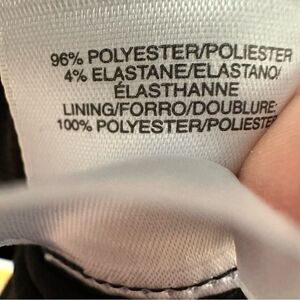 96% POLYESTER/POLIESTER
4% ELASTANE/ELASTANO/
ÉLASTHANNE
LINING/FORRO/DOUBLURE:
100% POLYESTER/POLIESTER